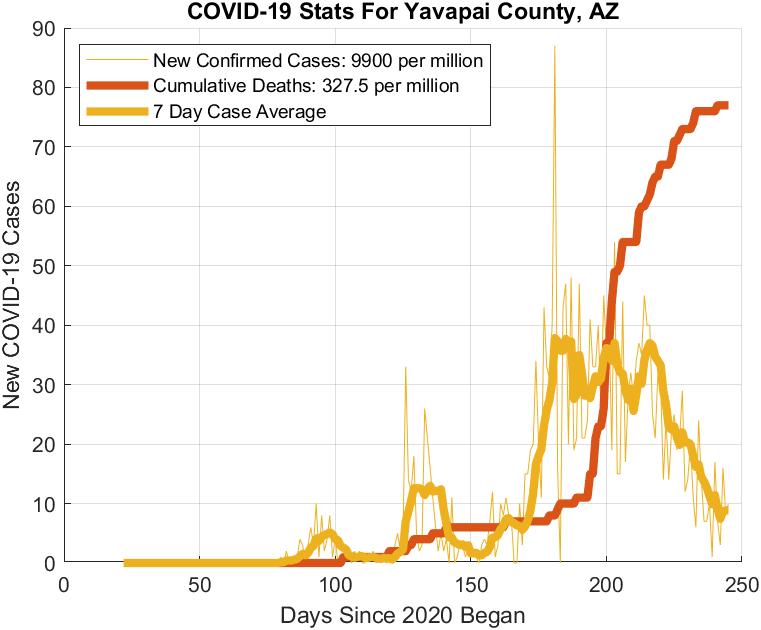 COVID-19 Stats For Yavapai County, AZ
New Confirmed Cases: 9900 per million
Cumulative Deaths: 327.5 per million
7 Day Case Average
New COVID-19 Cases
90
80
70
60
50
40
30
20
10
0
0 50 100 150 200 250
Days Since 2020 Began